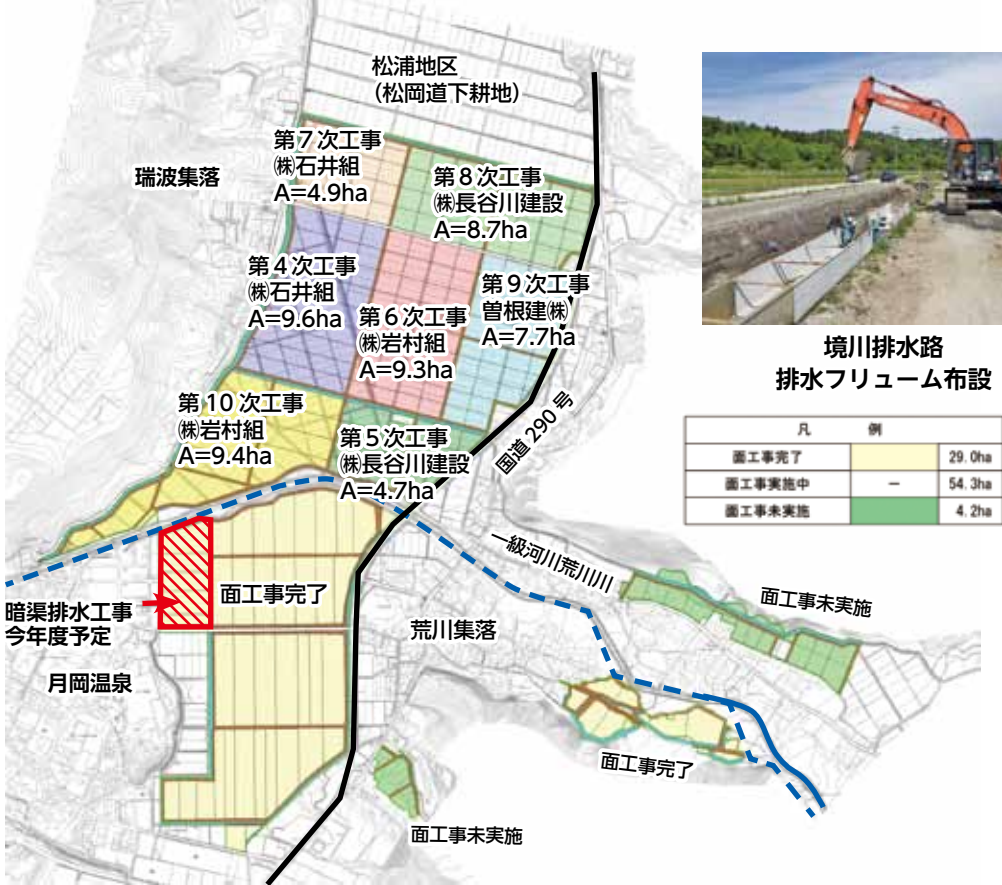 松浦地区
(松岡道下耕地)
瑞波集落
第7次工事
㈱石井組
A=4.9ha
第8次工事
㈱長谷川建設
A=8.7ha
第4次工事
㈱石井組
A=9.6ha
第6次工事
㈱岩村組
A=9.3ha
第9次工事
曽根建㈱
A=7.7ha
第10次工事
㈱岩村組
A=9.4ha
第5次工事
㈱長谷川建設
A=4.7ha
国道290号
境川排水路
排水フリューム布設
凡 例
面工事完了 29.0ha
面工事実施中 − 54.3ha
面工事未実施 4.2ha
一級河川荒川川
面工事未実施
面工事完了
暗渠排水工事
今年度予定
荒川集落
月岡温泉
面工事完了
面工事未実施